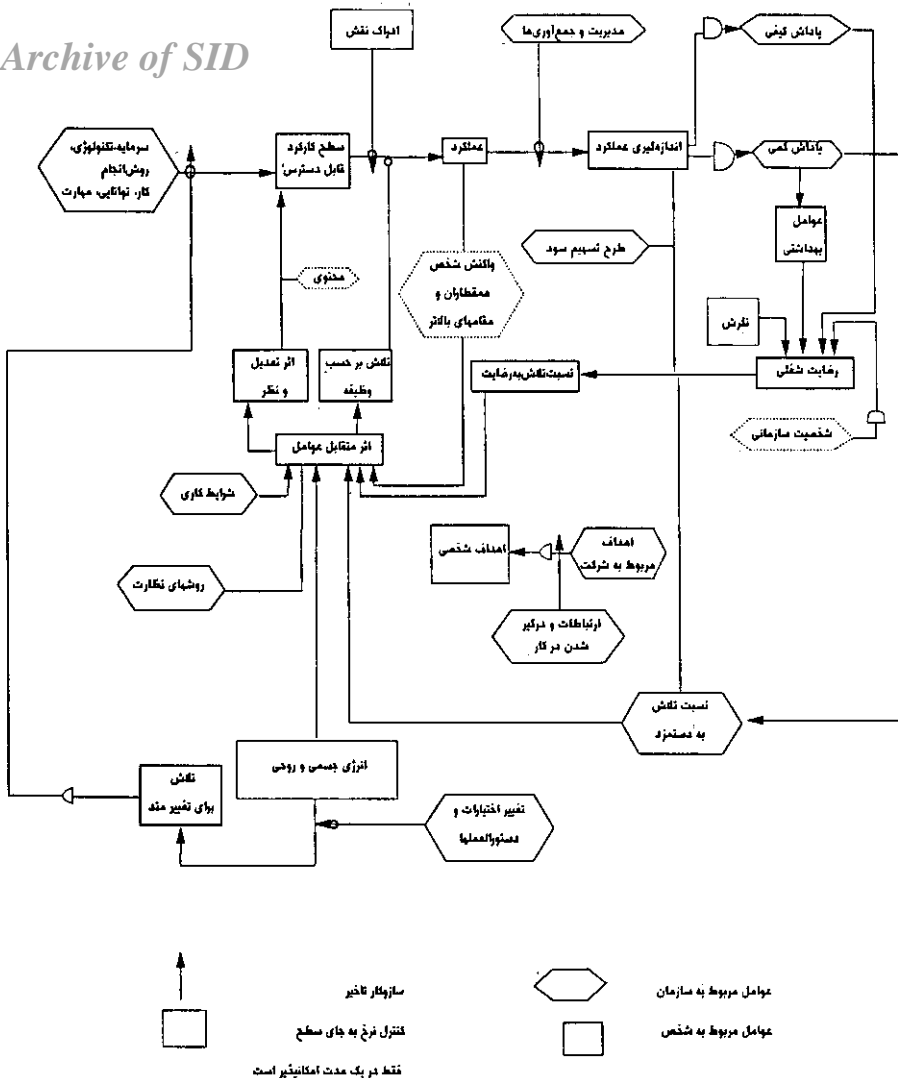 Archive of SID
ادراک نقش
مدیریت و جمع‌آوری‌ها
پاداش کیفی
سرمایه،تکنولوژی،
روش‌انجام
کار، توانایی، مهارت
سطح کارکرد
قابل دسترس
عملکرد
اندازه‌گیری عملکرد
پاداش کمی
عوامل
بهداشتی
طرح تسهیم سود
واکنش شخص
همقطاران و
مقامهای بالاتر
محتوی
نگرش
اثر تعدیل
و نظر
تلاش بر حسب
وظیفه
نسبت‌تلاش‌به‌رضایت
رضایت شغلی
شخصیت سازمانی
اثر متقابل عوامل
شرایط کاری
اهداف شخصی
اهداف
مربوط به شرکت
روشهای نظارت
ارتباطات و درگیر
شدن در کار
نسبت تلاش
به دستمزد
انرژی جسمی و روحی
تلاش
برای تغییر متد
تغییر اختیارات و
دستورالعملها
سازوکار تاخیر
عوامل مربوط به سازمان
کنترل نرخ به جای سطح
عوامل مربوط به شخص
فقط در یک مدت امکانپذیر است